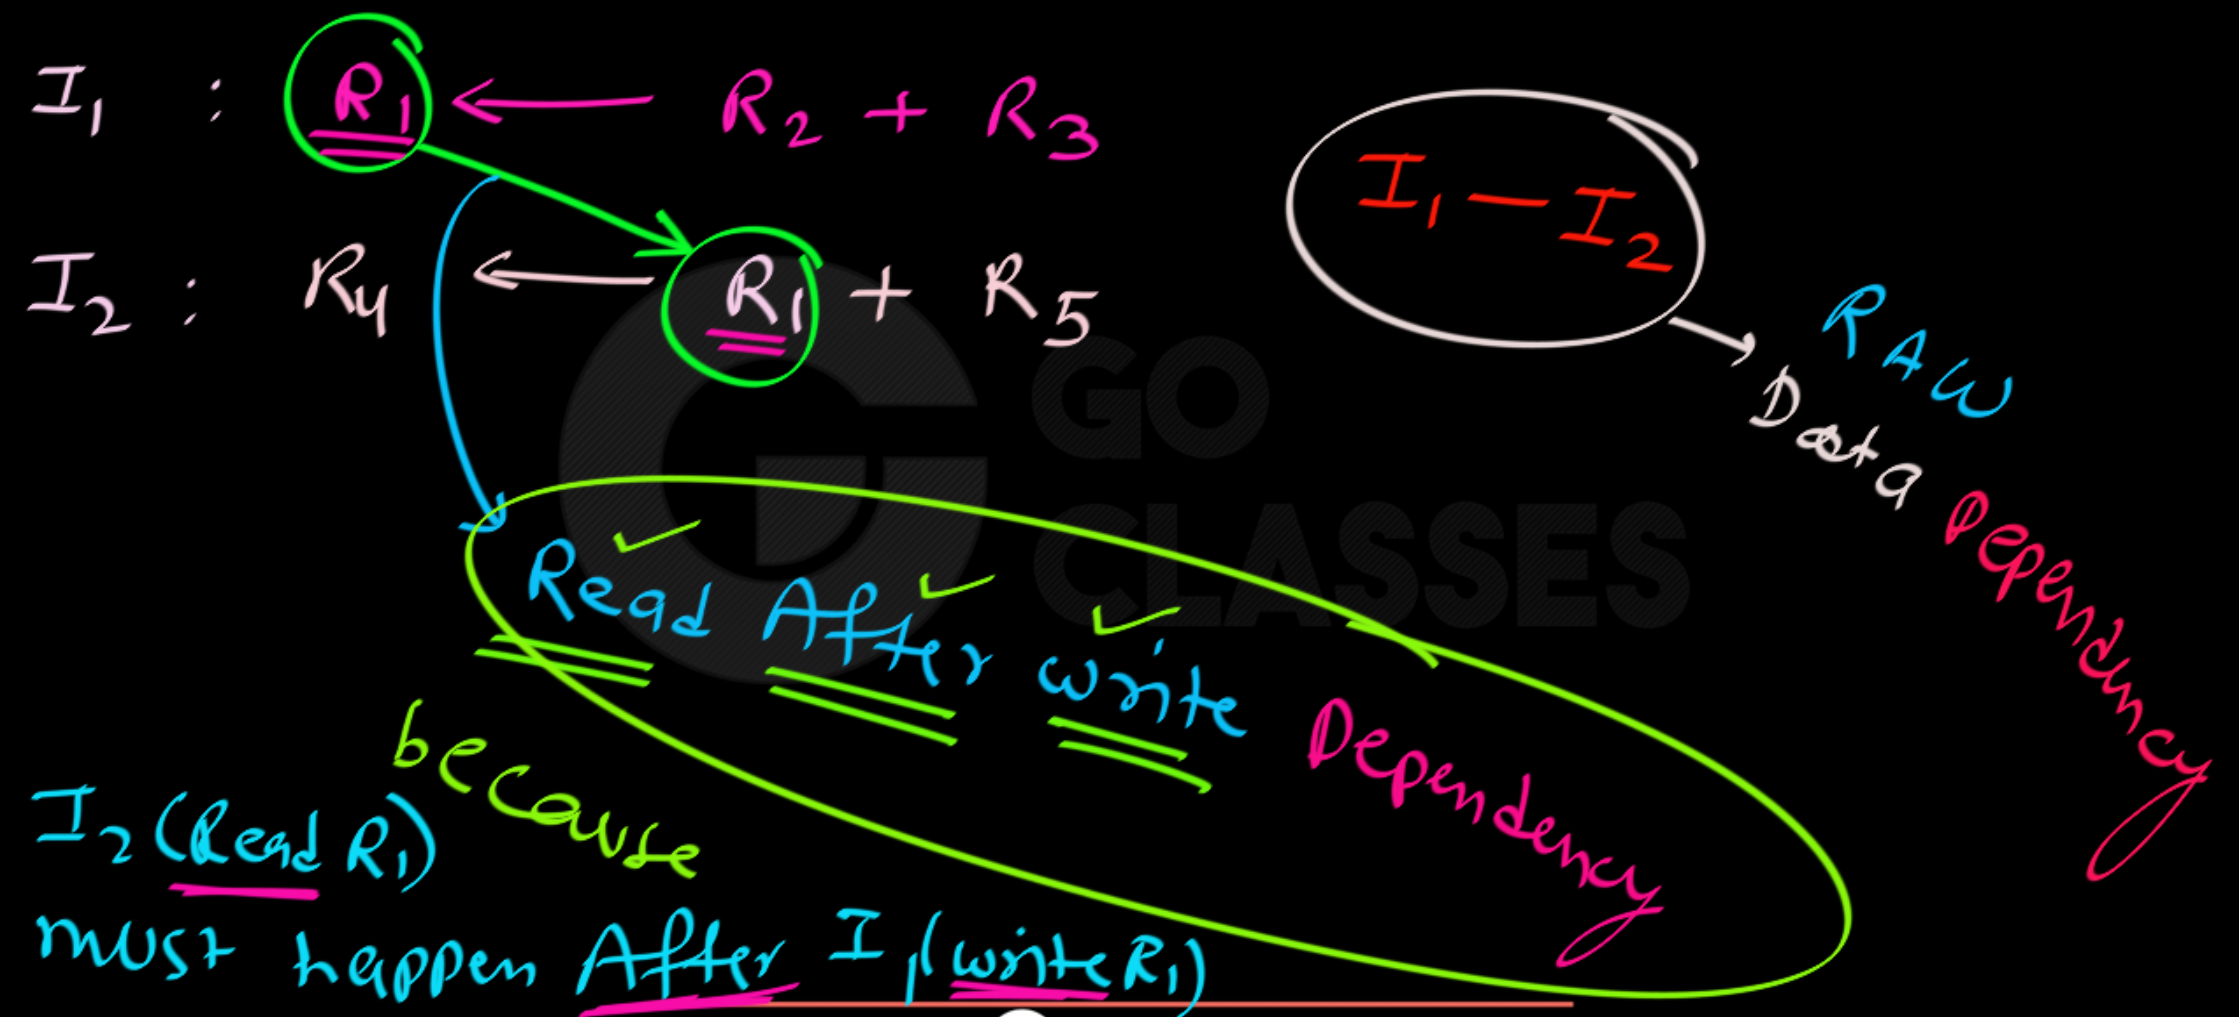 I1 : R1 ← R2 + R3
I2 : R4 ← R1 + R5
I1 — I2
RAW
Data Dependency
GO
CLASSES
Read After write Dependency
because
I2 (Read R1)
must happen After I1 (write R1)